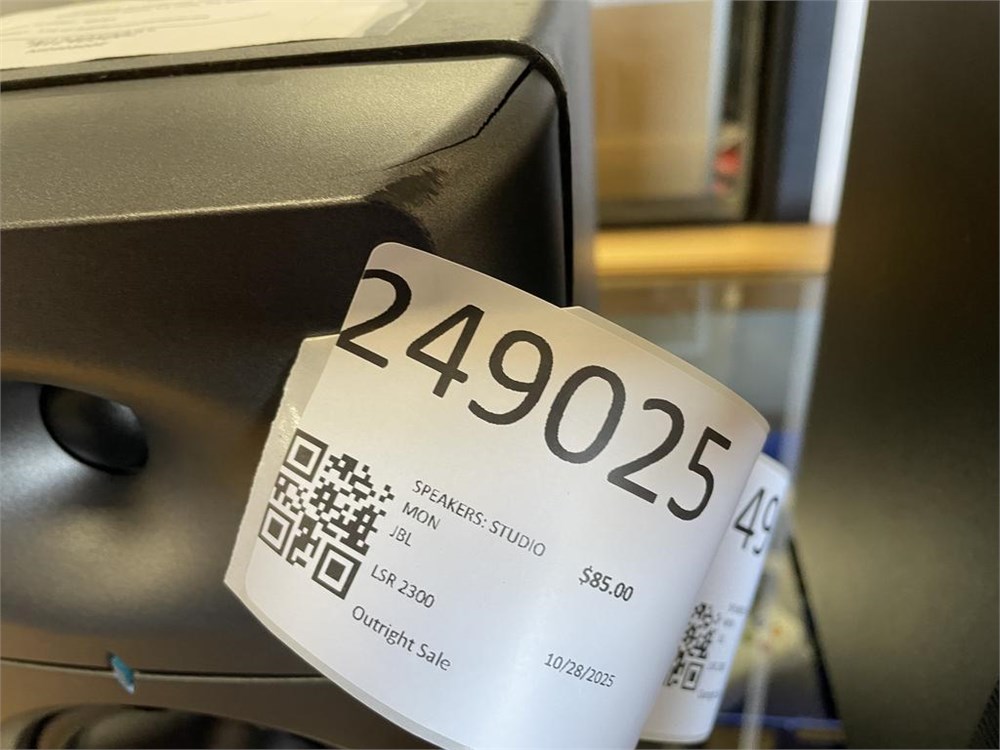 249025
SPEAKERS: STUDIO
MON
JBL
$85.00
LSR 2300
Outright Sale
10/28/2025
49